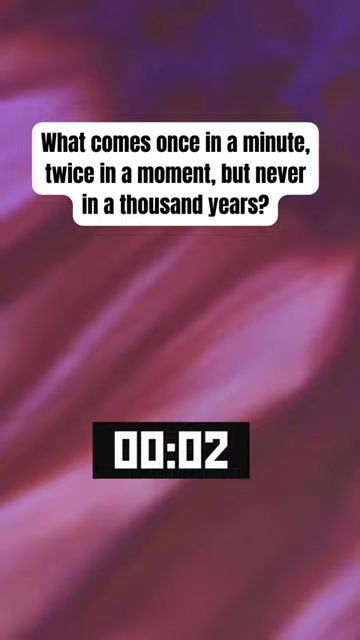 What comes once in a minute,
twice in a moment, but never
in a thousand years?
00:02